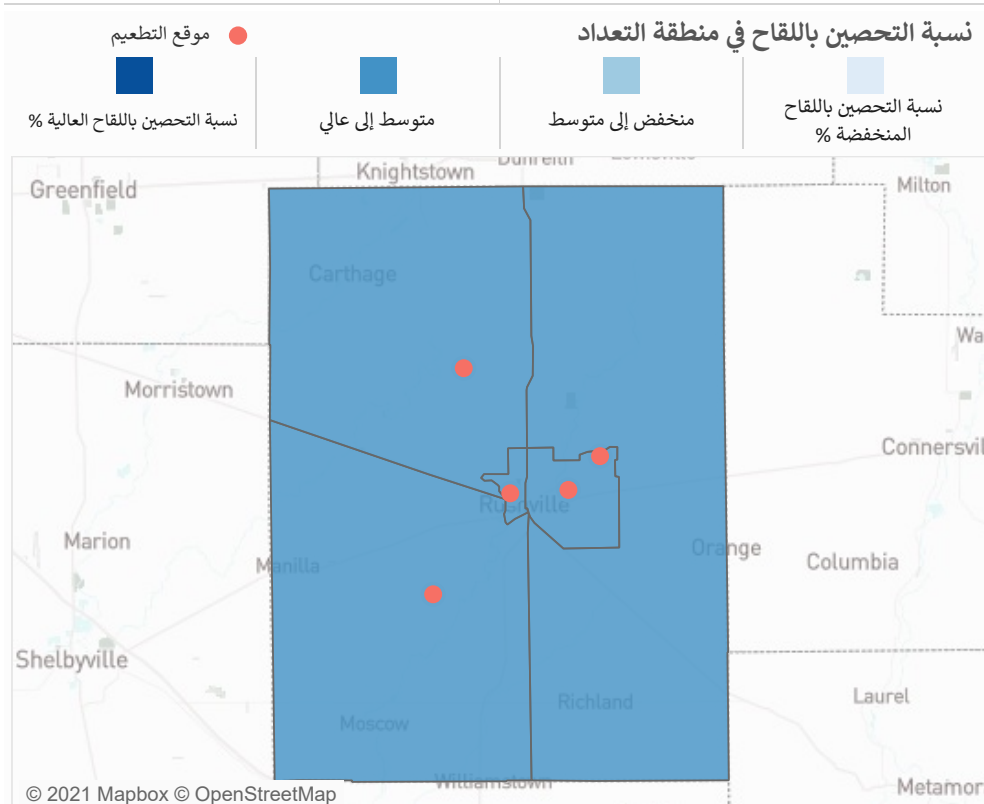 نسبة التحصين باللقاح في منطقة التعداد
موقع التطعيم
نسبة التحصين باللقاح
المنخفضة %
منخفض إلى متوسط
متوسط إلى عالي
نسبة التحصين باللقاح العالية %
Knightstown
Dunreith
Greenfield
Milton
Carthage
Morristown
Connersvil
Rushville
Marion
Manilla
Orange
Columbia
Shelbyville
Richland
Laurel
Moscow
Williamstown
Metamor
© 2021 Mapbox © OpenStreetMap